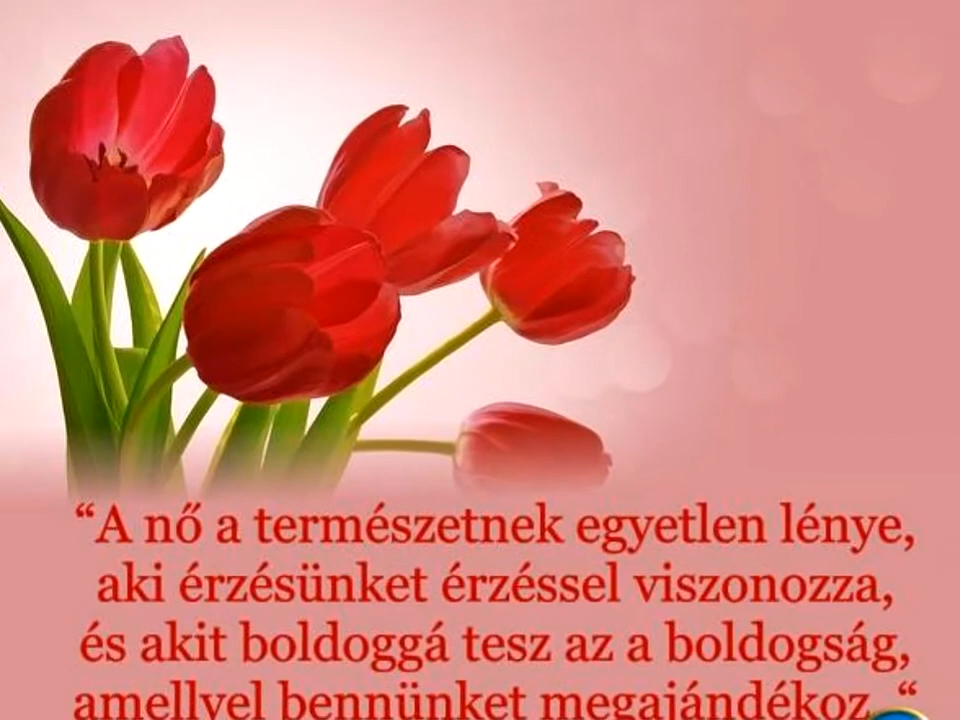 “A nő a természetnek egyetlen lénye,
aki érzésünket érzéssel viszonozza,
és akit boldoggá tesz az a boldogság,
amellyel bennünket megajándékoz. “